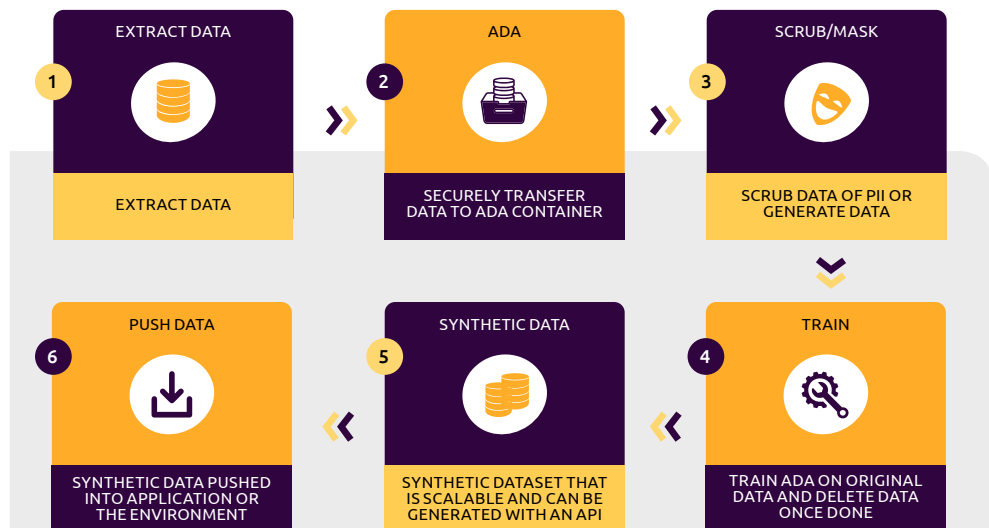 EXTRACT DATA
1
EXTRACT DATA
ADA
2
SECURELY TRANSFER
DATA TO ADA CONTAINER
SCRUB/MASK
3
SCRUB DATA OF PII OR
GENERATE DATA
TRAIN
4
TRAIN ADA ON ORIGINAL
DATA AND DELETE DATA
ONCE DONE
SYNTHETIC DATA
5
SYNTHETIC DATASET THAT
IS SCALABLE AND CAN BE
GENERATED WITH AN API
PUSH DATA
6
SYNTHETIC DATA PUSHED
INTO APPLICATION OR
THE ENVIRONMENT